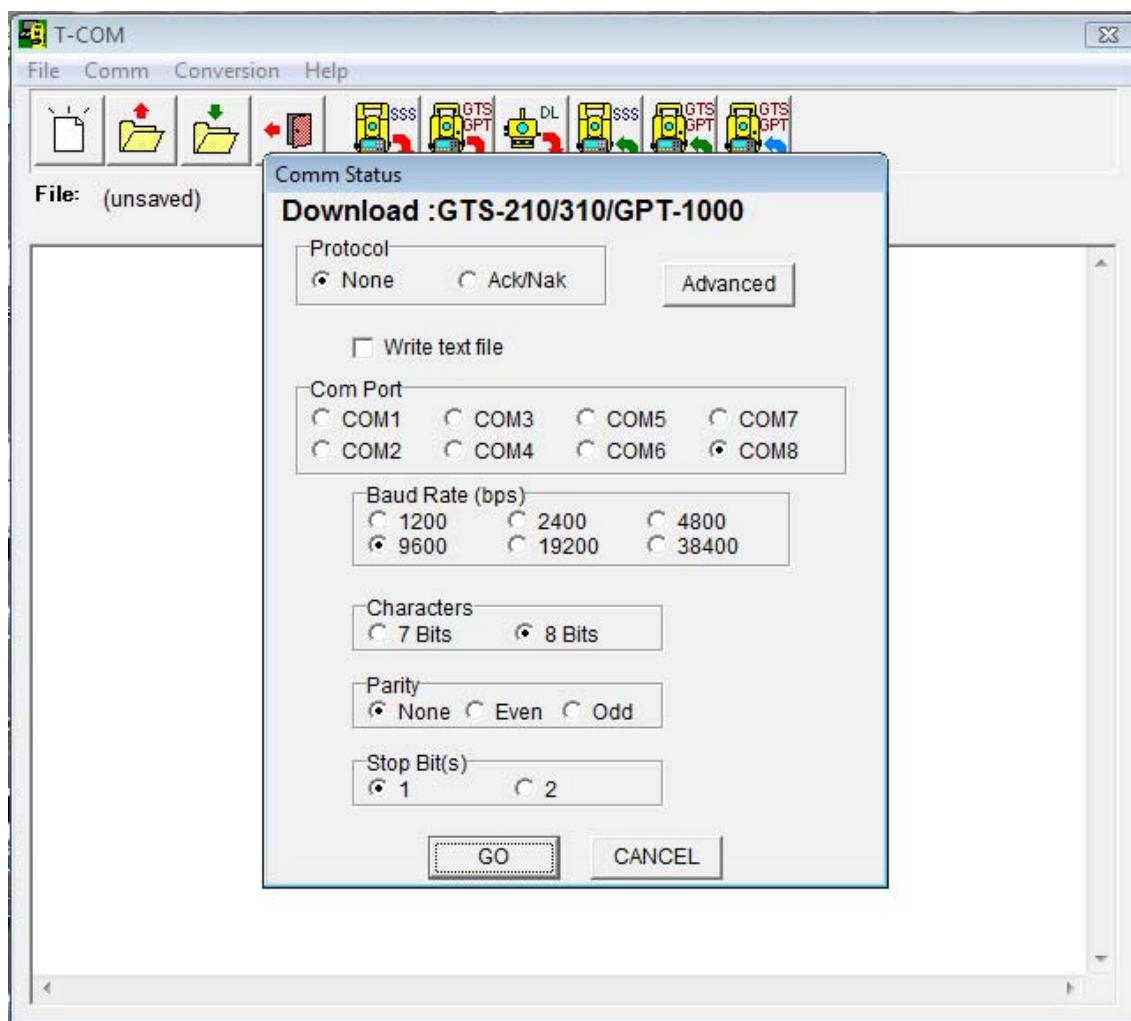 T-COM
File Comm Conversion Help
SSS GTS GPT DL SSS GTS GPT GTS GPT
File: (unsaved)
Comm Status
Download :GTS-210/310/GPT-1000
Protocol
None Ack/Nak
Advanced
Write text file
Com Port
COM1 COM3 COM5 COM7
COM2 COM4 COM6 COM8
Baud Rate (bps)
1200 2400 4800
9600 19200 38400
Characters
7 Bits 8 Bits
Parity
None Even Odd
Stop Bit(s)
1 2
GO CANCEL